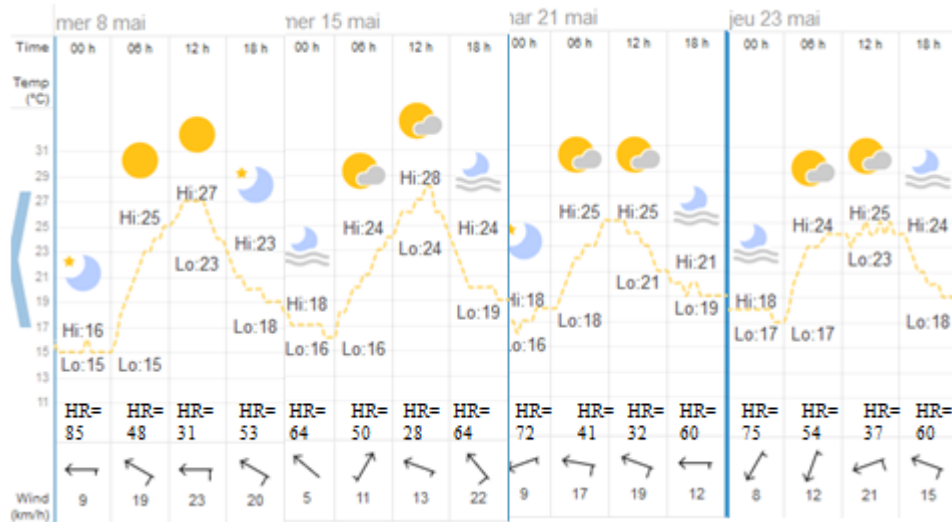 mer 8 mai mer 15 mai mar 21 mai jeu 23 mai
Time 00 h 06 h 12 h 18 h 00 h 06 h 12 h 18 h 00 h 06 h 12 h 18 h 00 h 06 h 12 h 18 h
Temp
(°C)
31
29
27
25
23
21
19
17
15
13
11
Hi:16 Hi:25 Hi:27 Hi:23 Hi:18 Hi:24 Hi:28 Hi:24 Hi:18 Hi:25 Hi:25 Hi:21 Hi:18 Hi:24 Hi:25 Hi:24
Lo:15 Lo:15 Lo:23 Lo:18 Lo:16 Lo:16 Lo:24 Lo:19 Lo:16 Lo:18 Lo:21 Lo:19 Lo:17 Lo:17 Lo:23 Lo:18
HR= HR= HR= HR= HR= HR= HR= HR= HR= HR= HR= HR= HR= HR= HR= HR=
85 48 31 53 64 50 28 64 72 41 32 60 75 54 37 60
Wind
(km/h)
9 19 23 20 5 11 13 22 9 17 19 12 8 12 21 15